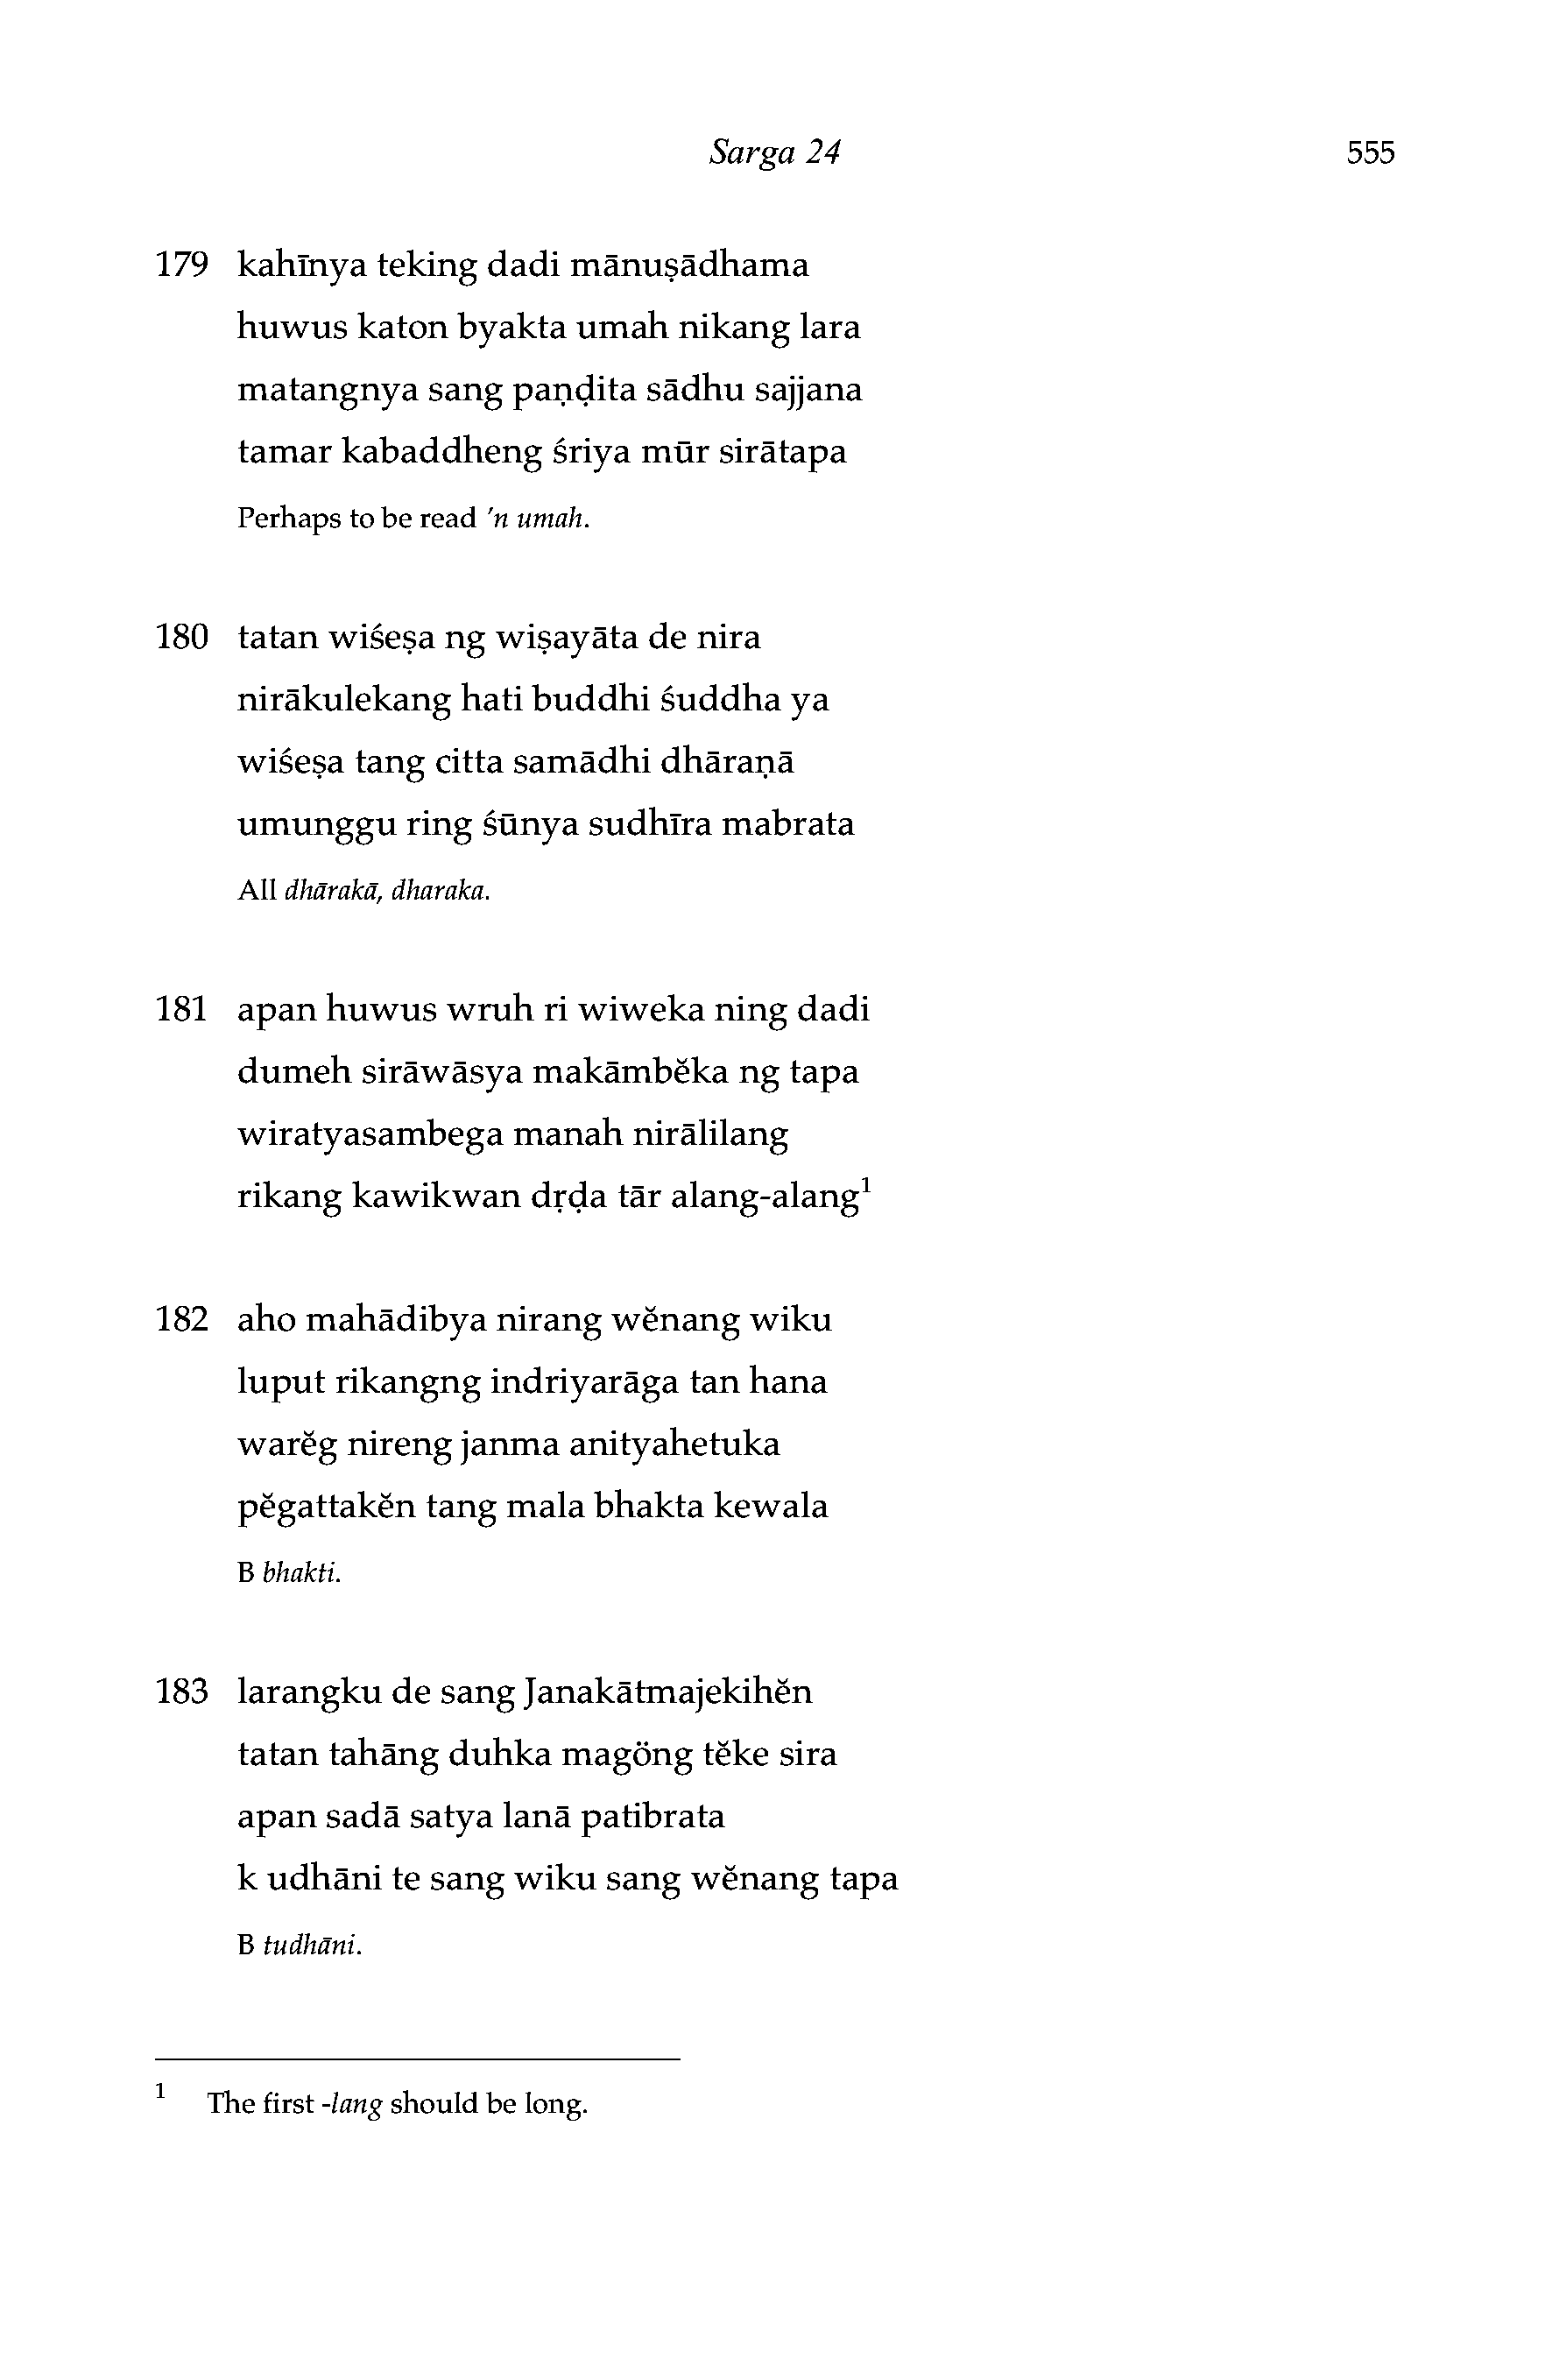 Sarga 24 555
179 kahīnya teking dadi mānuṣādhama
huwus katon byakta umah nikang lara
matangnya sang paṇḍita sādhu sajjana
tamar kabaddheng śriya mūr sirātapa
Perhaps to be read 'n umah.
180 tatan wiśeṣa ng wiṣayāta de nira
nirākulekang hati buddhi śuddha ya
wiśeṣa tang citta samādhi dhāraṇā
umunggu ring śūnya sudhīra mabrata
All dhārakā, dharaka.
181 apan huwus wruh ri wiweka ning dadi
dumeh sirāwāsya makāmbĕka ng tapa
wiratyasambega manah nirālilang
rikang kawikwan dṛḍa tār alang-alang¹
182 aho mahādibya nirang wĕnang wiku
luput rikangng indriyarāga tan hana
warĕg nireng janma anityahetuka
pĕgattakĕn tang mala bhakta kewala
B bhakti.
183 larangku de sang Janakātmajekihĕn
tatan tahāng duhka magöng tĕke sira
apan sadā satya lanā patibrata
k udhāni te sang wiku sang wĕnang tapa
B tudhāni.
¹ The first -lang should be long.